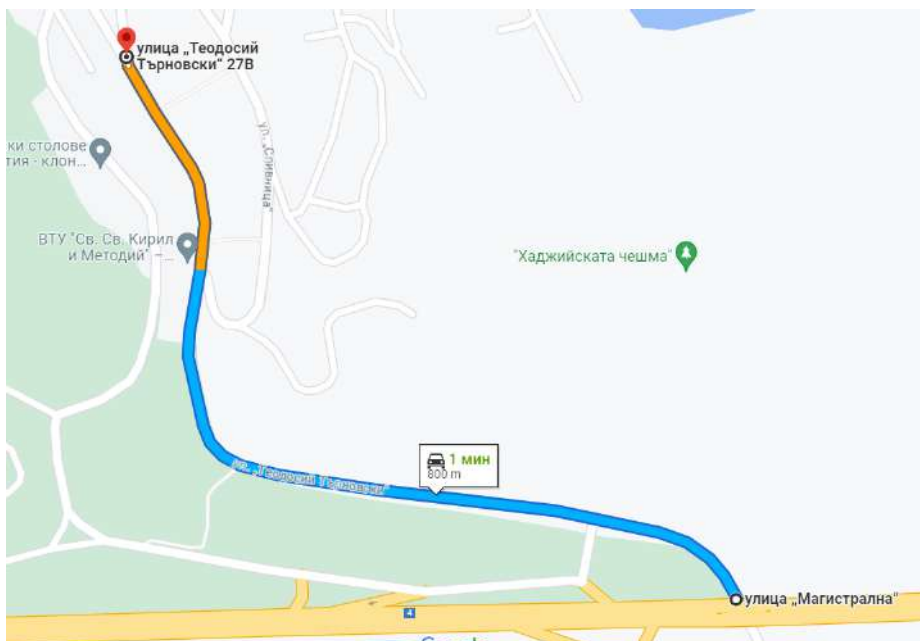 улица „Теодосий
Търновски“ 27В
ки столове
тия - клон...
ул. „Сливница“
ВТУ "Св. Св. Кирил
и Методий" –...
"Хаджийската чешма"
1 мин
800 m
ул. „Теодосий Търновски“
улица „Магистрална“
4